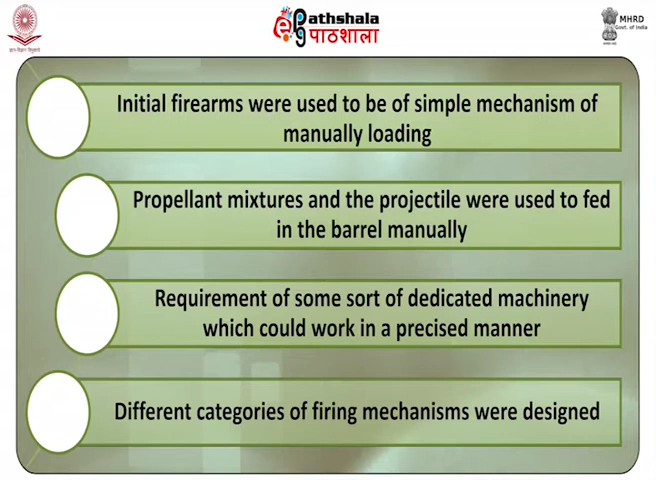 Pathshala
पाठशाला
MHRD
Govt. of India
Initial firearms were used to be of simple mechanism of
manually loading
Propellant mixtures and the projectile were used to fed
in the barrel manually
Requirement of some sort of dedicated machinery
which could work in a precised manner
Different categories of firing mechanisms were designed